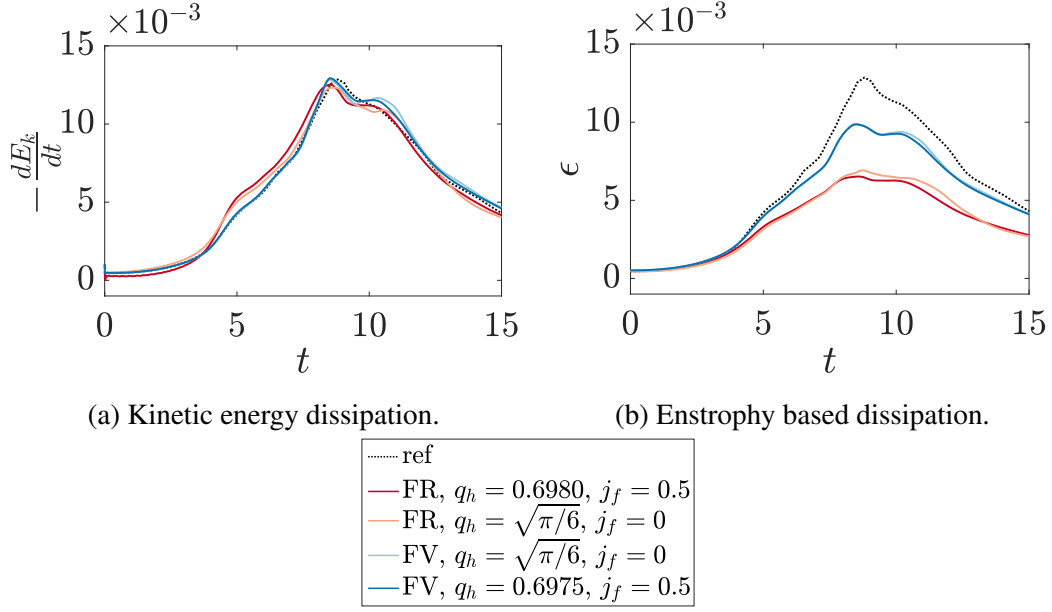 ×10⁻³
15
10
5
0
− dE_k/dt
0 5 10 15
t
(a) Kinetic energy dissipation.
×10⁻³
15
10
5
0
ϵ
0 5 10 15
t
(b) Enstrophy based dissipation.
ref
FR, q_h = 0.6980, j_f = 0.5
FR, q_h = √(π/6), j_f = 0
FV, q_h = √(π/6), j_f = 0
FV, q_h = 0.6975, j_f = 0.5